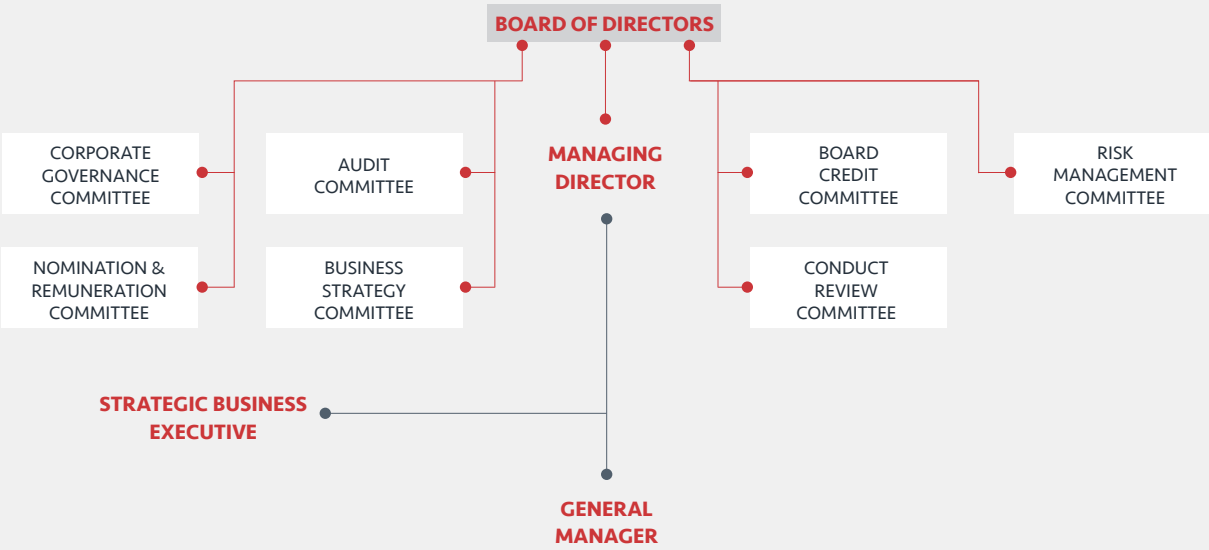 BOARD OF DIRECTORS
CORPORATE
GOVERNANCE
COMMITTEE
AUDIT
COMMITTEE
MANAGING
DIRECTOR
BOARD
CREDIT
COMMITTEE
RISK
MANAGEMENT
COMMITTEE
NOMINATION &
REMUNERATION
COMMITTEE
BUSINESS
STRATEGY
COMMITTEE
CONDUCT
REVIEW
COMMITTEE
STRATEGIC BUSINESS
EXECUTIVE
GENERAL
MANAGER